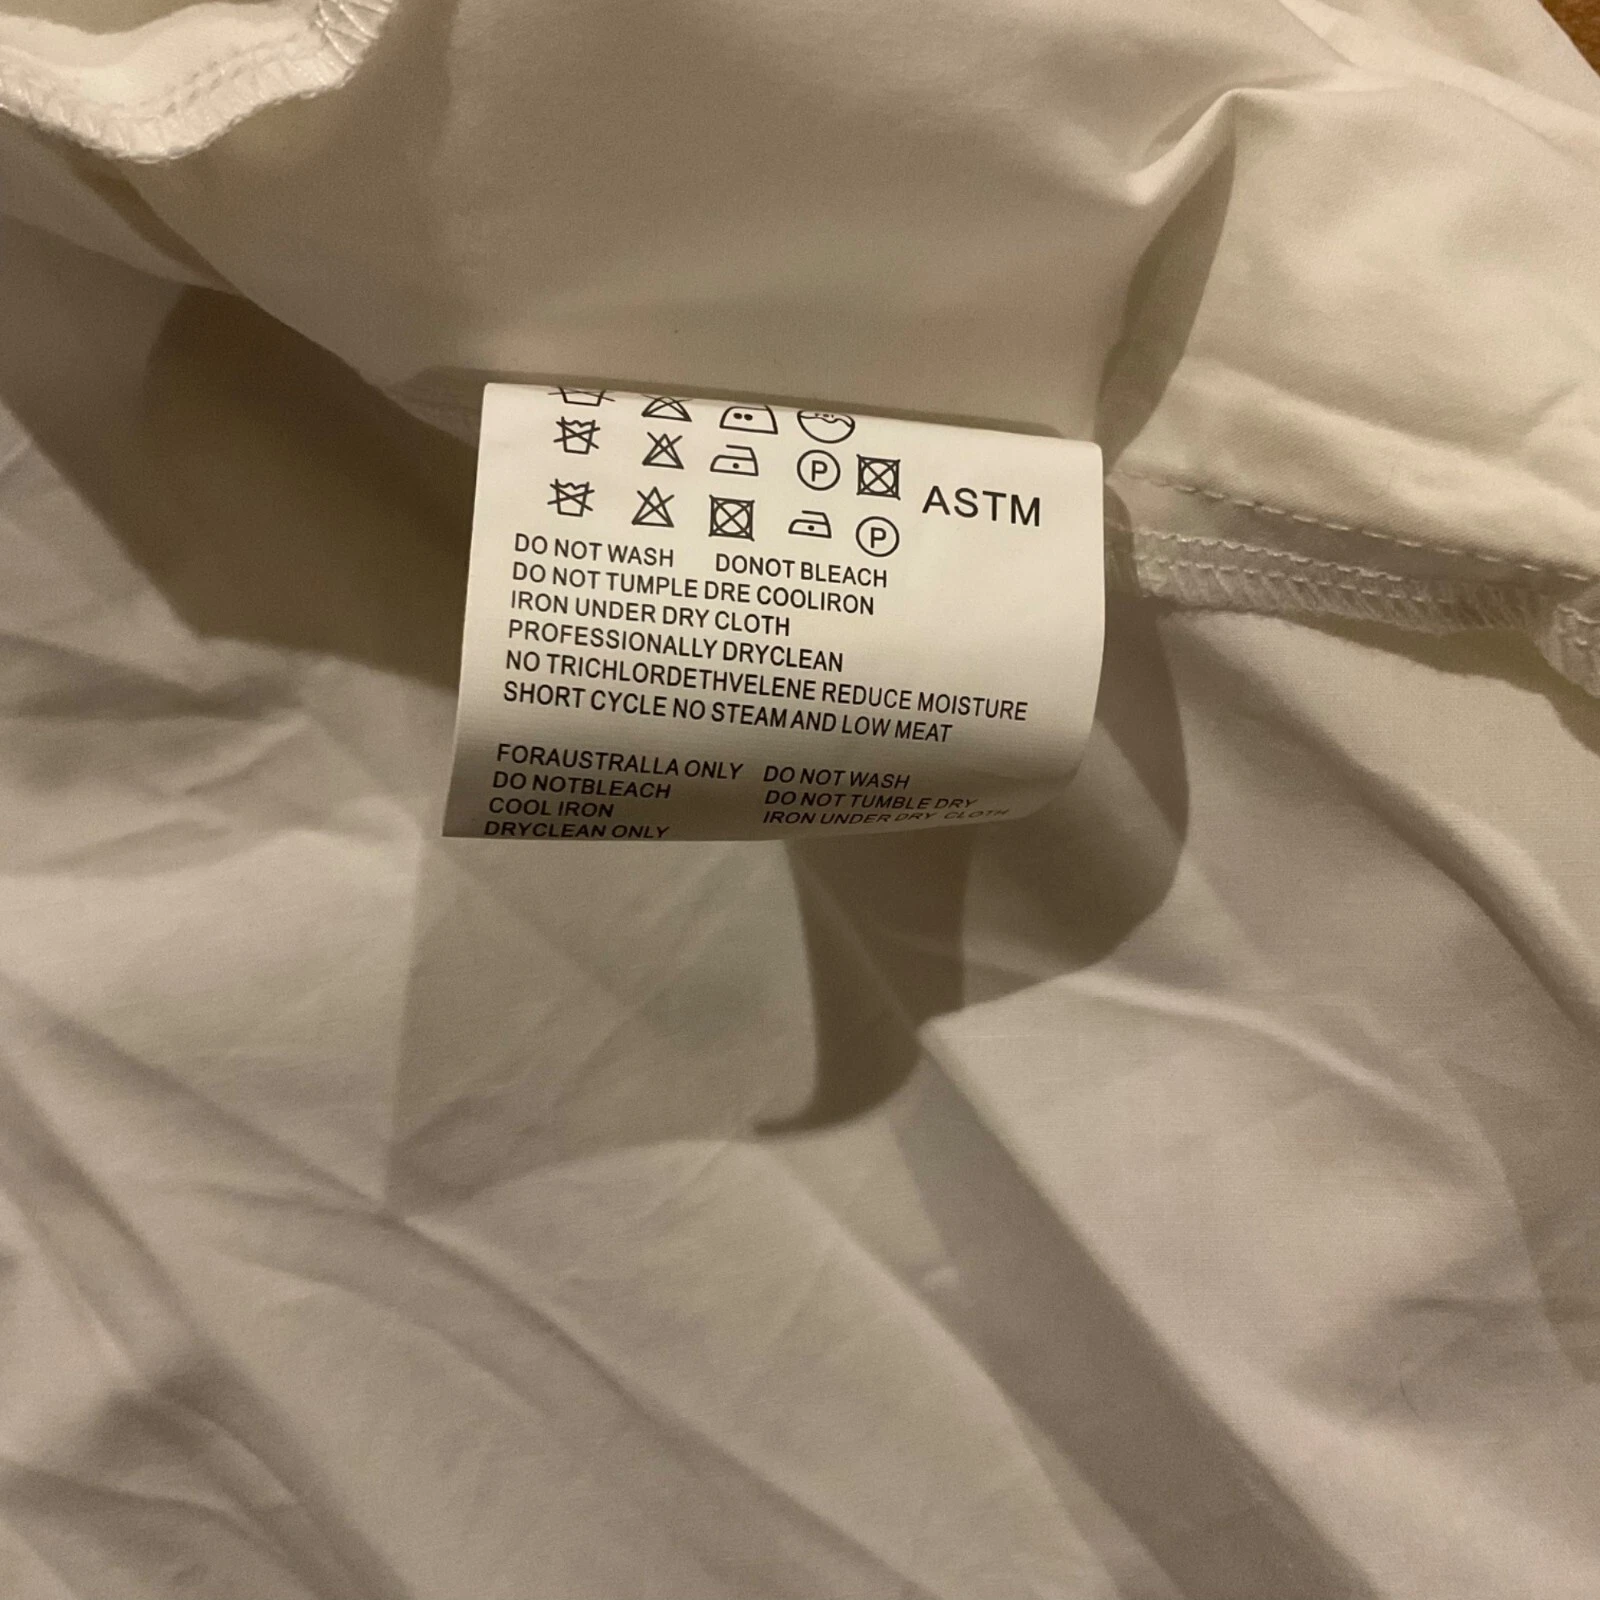 P ASTM
P
DO NOT WASH DONOT BLEACH
DO NOT TUMPLE DRE COOLIRON
IRON UNDER DRY CLOTH
PROFESSIONALLY DRYCLEAN
NO TRICHLORDETHVELENE REDUCE MOISTURE
SHORT CYCLE NO STEAM AND LOW MEAT
FORAUSTRALLA ONLY DO NOT WASH
DO NOTBLEACH DO NOT TUMBLE DRY
COOL IRON IRON UNDER DRY CLOTH
DRYCLEAN ONLY